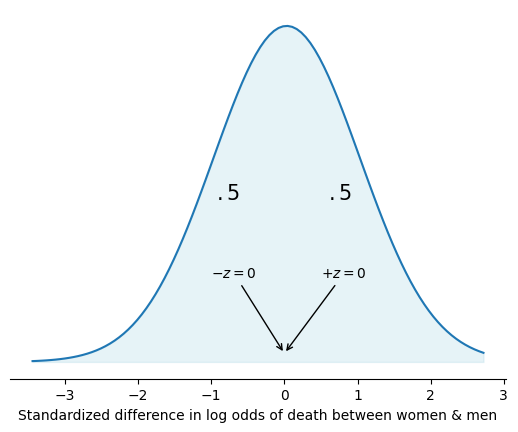 .5 .5
−z = 0 +z = 0
−3 −2 −1 0 1 2 3
Standardized difference in log odds of death between women & men